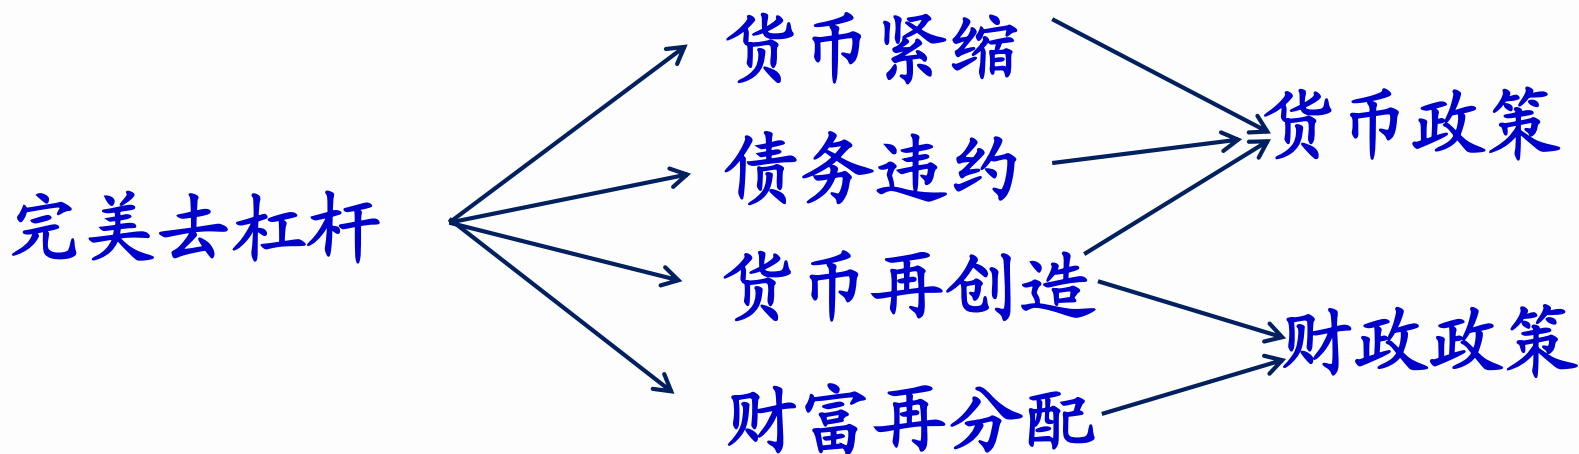 完美去杠杆
货币紧缩
债务违约
货币再创造
财富再分配
货币政策
财政政策